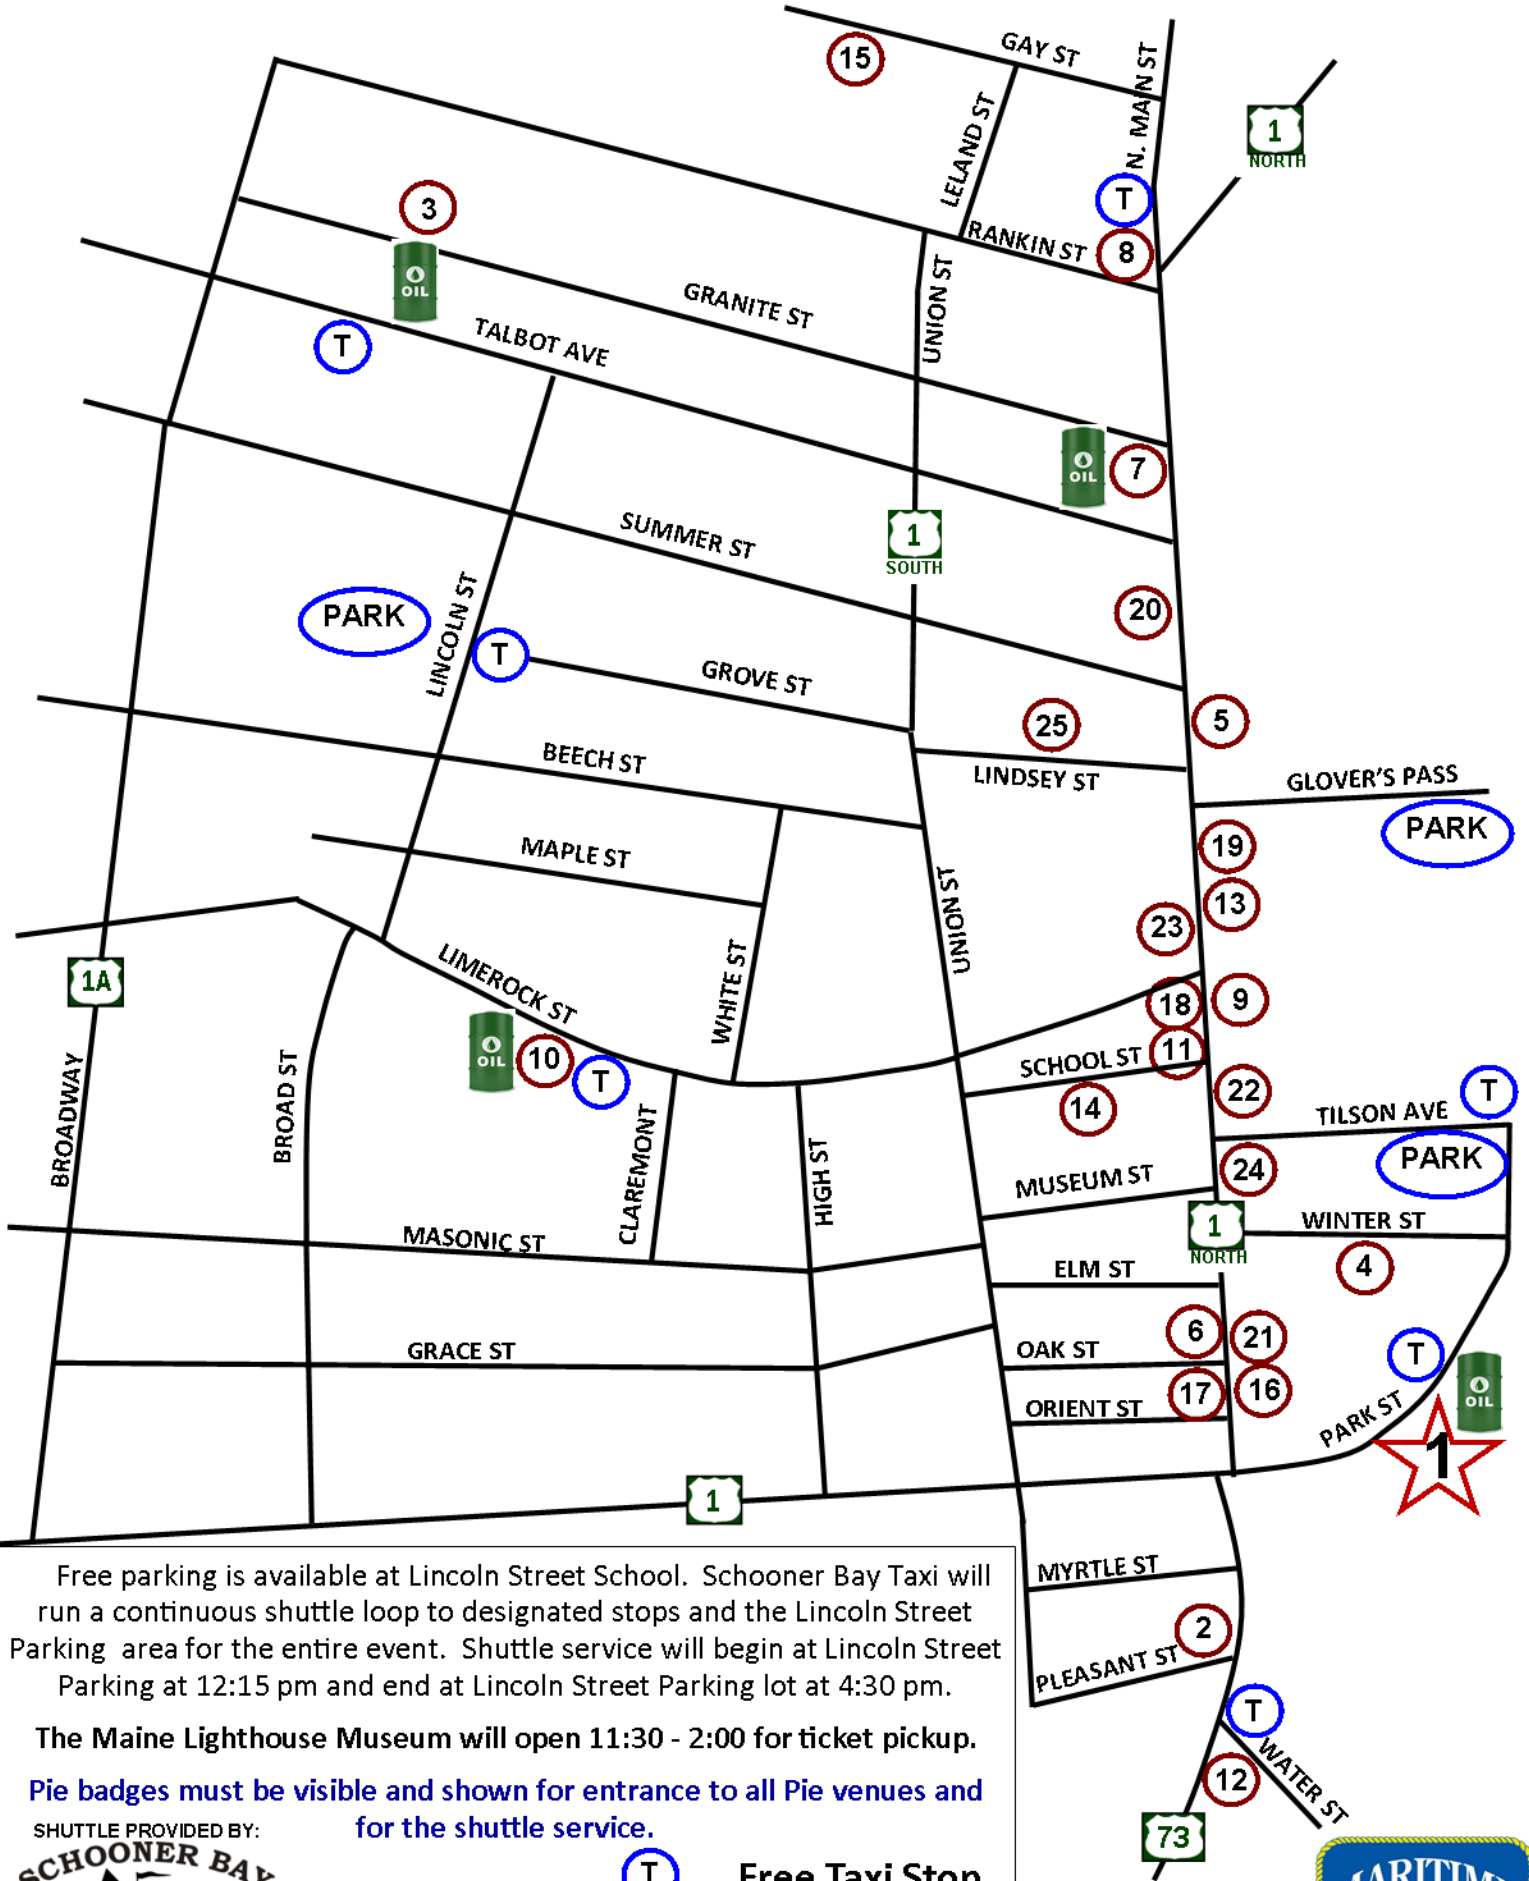 GAY ST
15
N. MAIN ST
LELAND ST
1
NORTH
T
3
RANKIN ST
8
OIL
UNION ST
GRANITE ST
TALBOT AVE
T
OIL
7
1
SOUTH
SUMMER ST
LINCOLN ST
PARK
20
T
GROVE ST
25
5
BEECH ST
LINDSEY ST
GLOVER'S PASS
PARK
MAPLE ST
19
13
UNION ST
23
LIMEROCK ST
WHITE ST
1A
18
9
OIL
10
T
SCHOOL ST
11
14
22
TILSON AVE
T
BROADWAY
BROAD ST
CLAREMONT
HIGH ST
PARK
24
MUSEUM ST
1
NORTH
WINTER ST
MASONIC ST
ELM ST
4
6
21
GRACE ST
OAK ST
T
OIL
17
16
ORIENT ST
PARK ST
1
1
MYRTLE ST
2
PLEASANT ST
T
WATER ST
12
73
Free parking is available at Lincoln Street School. Schooner Bay Taxi will
run a continuous shuttle loop to designated stops and the Lincoln Street
Parking area for the entire event. Shuttle service will begin at Lincoln Street
Parking at 12:15 pm and end at Lincoln Street Parking lot at 4:30 pm.
The Maine Lighthouse Museum will open 11:30 - 2:00 for ticket pickup.
Pie badges must be visible and shown for entrance to all Pie venues and
for the shuttle service.
SHUTTLE PROVIDED BY:
SCHOONER BAY
T
Free Taxi Stop